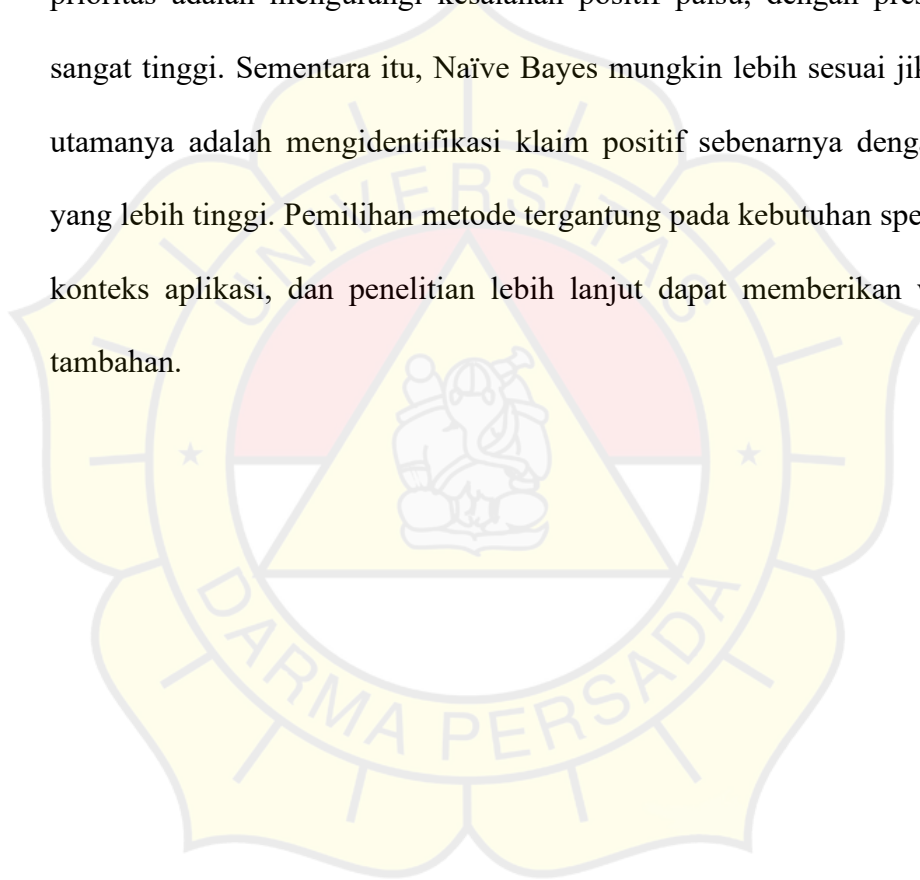 prioritas adalah mengurangi kesalahan positif palsu, dengan
sangat tinggi. Sementara itu, Naïve Bayes mungkin lebih sesuai
utamanya adalah mengidentifikasi klaim positif sebenarnya
yang lebih tinggi. Pemilihan metode tergantung pada kebutuhan
konteks aplikasi, dan penelitian lebih lanjut dapat memberikan
tambahan.
UNIVERSITAS
DARMA PERSADA